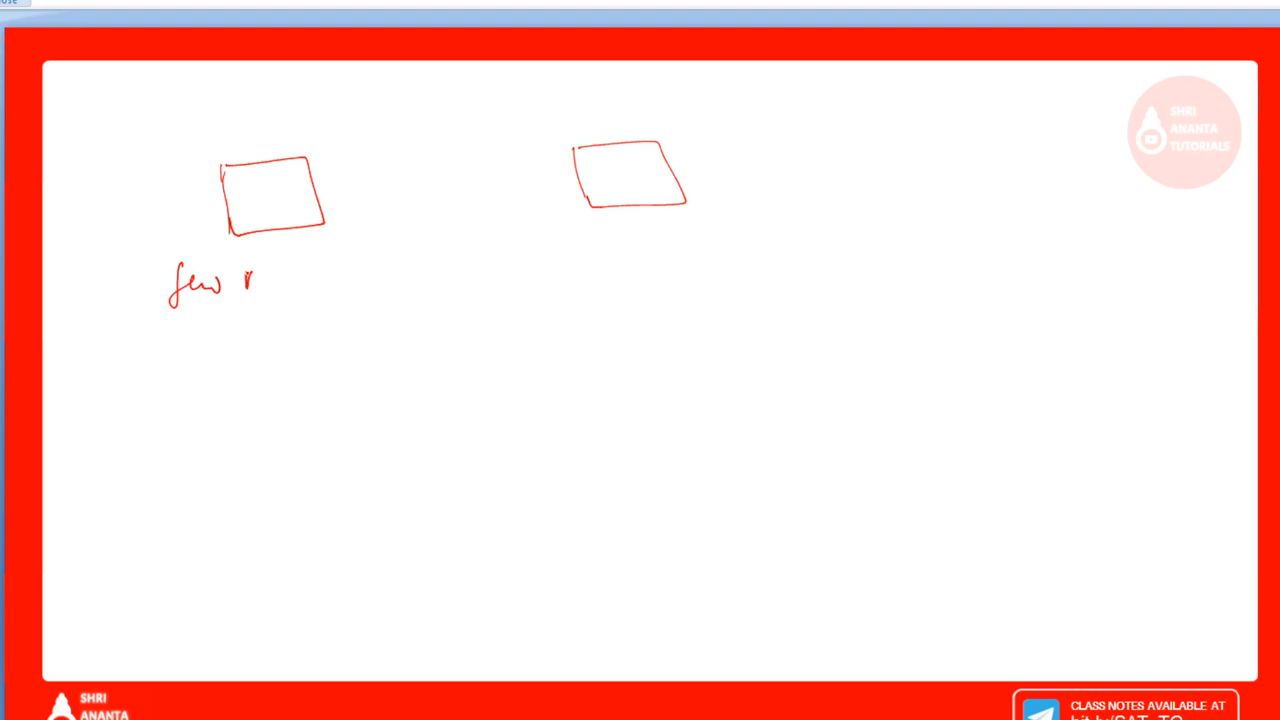 SHRI
ANANTA
TUTORIALS
few
SHRI
ANANTA
CLASS NOTES AVAILABLE AT